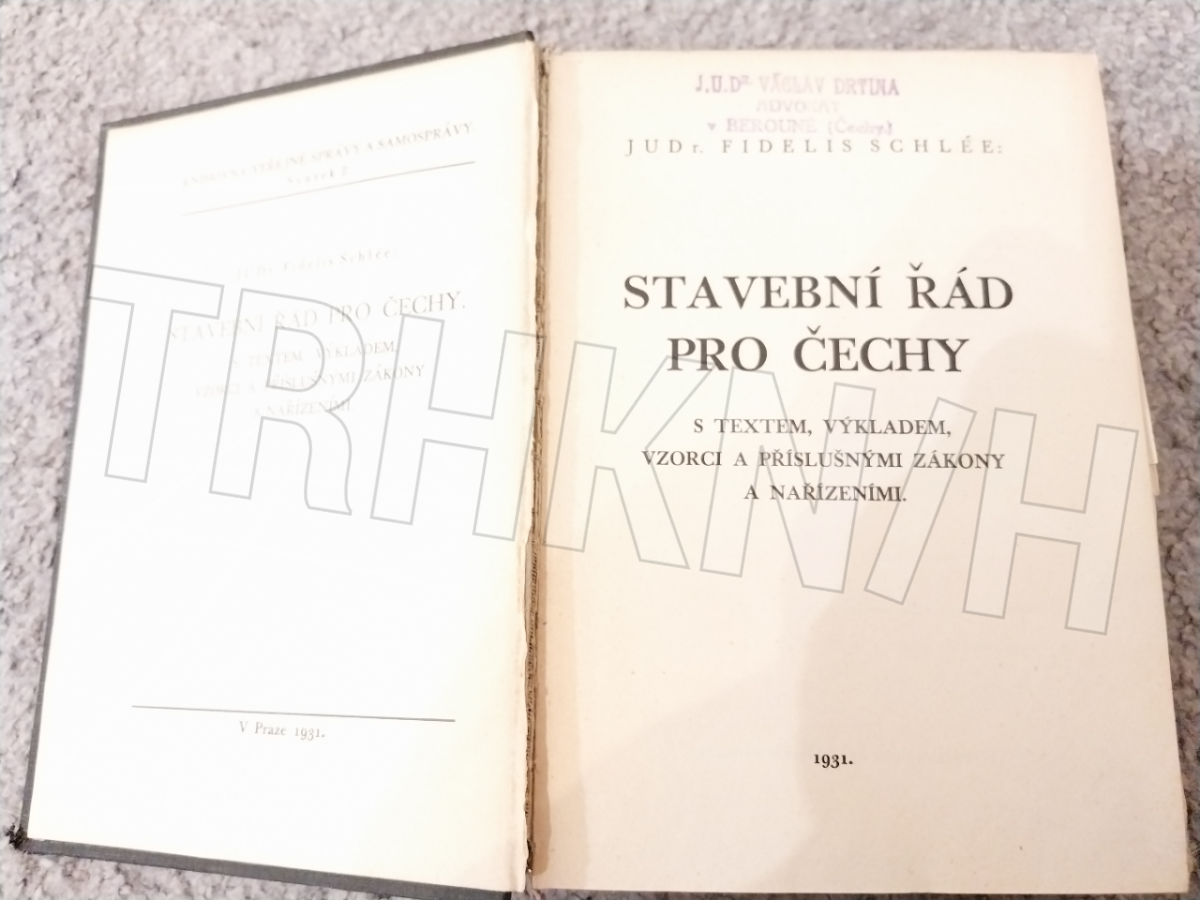 KNIHOVNA VEŘEJNÉ SPRÁVY A SAMOSPRÁVY
Svazek 2
JUDr. Fidelis Schlée:
STAVEBNÍ ŘÁD PRO ČECHY.
S TEXTEM, VÝKLADEM,
VZORCI A PŘÍSLUŠNÝMI ZÁKONY
A NAŘÍZENÍMI
V Praze 1931.
J.U.Dr. VÁCLAV DRTINA
ADVOKÁT
v BEROUNĚ (Čechy)
JUDr. FIDELIS SCHLÉE:
STAVEBNÍ ŘÁD
PRO ČECHY
S TEXTEM, VÝKLADEM,
VZORCI A PŘÍSLUŠNÝMI ZÁKONY
A NAŘÍZENÍMI.
1931.
TRHKNIH